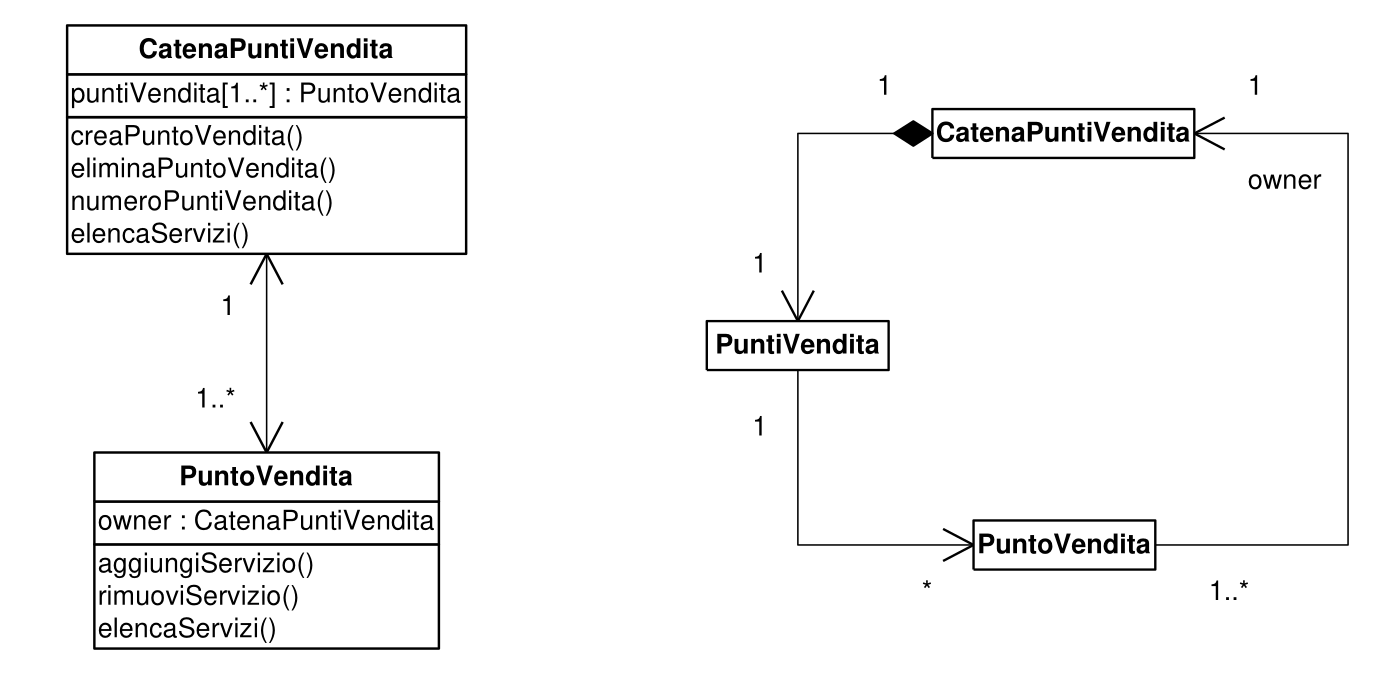 CatenaPuntiVendita
puntiVendita[1..*] : PuntoVendita
creaPuntoVendita()
eliminaPuntoVendita()
numeroPuntiVendita()
elencaServizi()
1
1..*
PuntoVendita
owner : CatenaPuntiVendita
aggiungiServizio()
rimuoviServizio()
elencaServizi()
1
1
CatenaPuntiVendita
owner
1
PuntiVendita
1
PuntoVendita
*
1..*